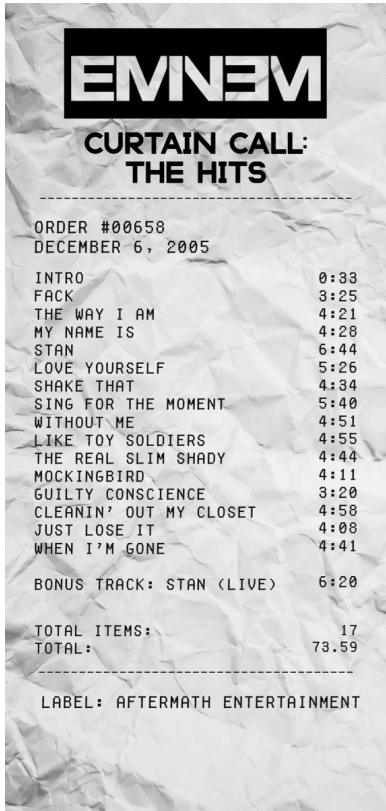 EMINEM
CURTAIN CALL:
THE HITS
ORDER #00658
DECEMBER 6, 2005
INTRO 0:33
FACK 3:25
THE WAY I AM 4:21
MY NAME IS 4:28
STAN 6:44
LOVE YOURSELF 5:26
SHAKE THAT 4:34
SING FOR THE MOMENT 5:40
WITHOUT ME 4:51
LIKE TOY SOLDIERS 4:55
THE REAL SLIM SHADY 4:44
MOCKINGBIRD 4:11
GUILTY CONSCIENCE 3:20
CLEANIN' OUT MY CLOSET 4:58
JUST LOSE IT 4:08
WHEN I'M GONE 4:41
BONUS TRACK: STAN (LIVE) 6:20
TOTAL ITEMS: 17
TOTAL: 73.59
LABEL: AFTERMATH ENTERTAINMENT